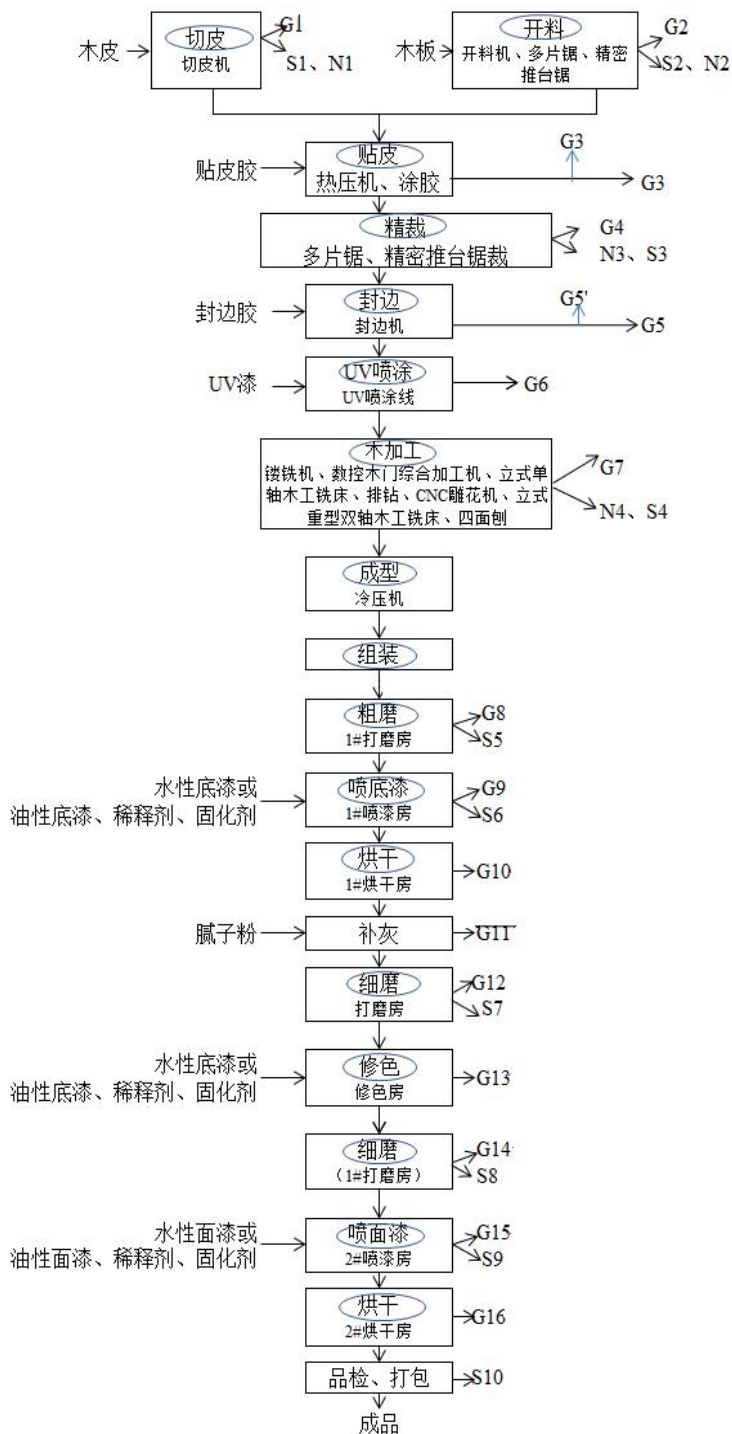 木皮
切皮
切皮机
G1
S1、N1
木板
开料
开料机、多片锯、精密
推台锯
G2
S2、N2
贴皮胶
贴皮
热压机、涂胶
G3
G3
精裁
多片锯、精密推台锯裁
G4
N3、S3
封边胶
封边
封边机
G5'
G5
UV漆
UV喷涂
UV喷涂线
G6
木加工
镂铣机、数控木门综合加工机、立式单
轴木工铣床、排钻、CNC雕花机、立式
重型双轴木工铣床、四面刨
G7
N4、S4
成型
冷压机
组装
粗磨
1#打磨房
G8
S5
水性底漆或
油性底漆、稀释剂、固化剂
喷底漆
1#喷漆房
G9
S6
烘干
1#烘干房
G10
腻子粉
补灰
G11
细磨
打磨房
G12
S7
水性底漆或
油性底漆、稀释剂、固化剂
修色
修色房
G13
细磨
（1#打磨房）
G14
S8
水性面漆或
油性面漆、稀释剂、固化剂
喷面漆
2#喷漆房
G15
S9
烘干
2#烘干房
G16
品检、打包
S10
成品